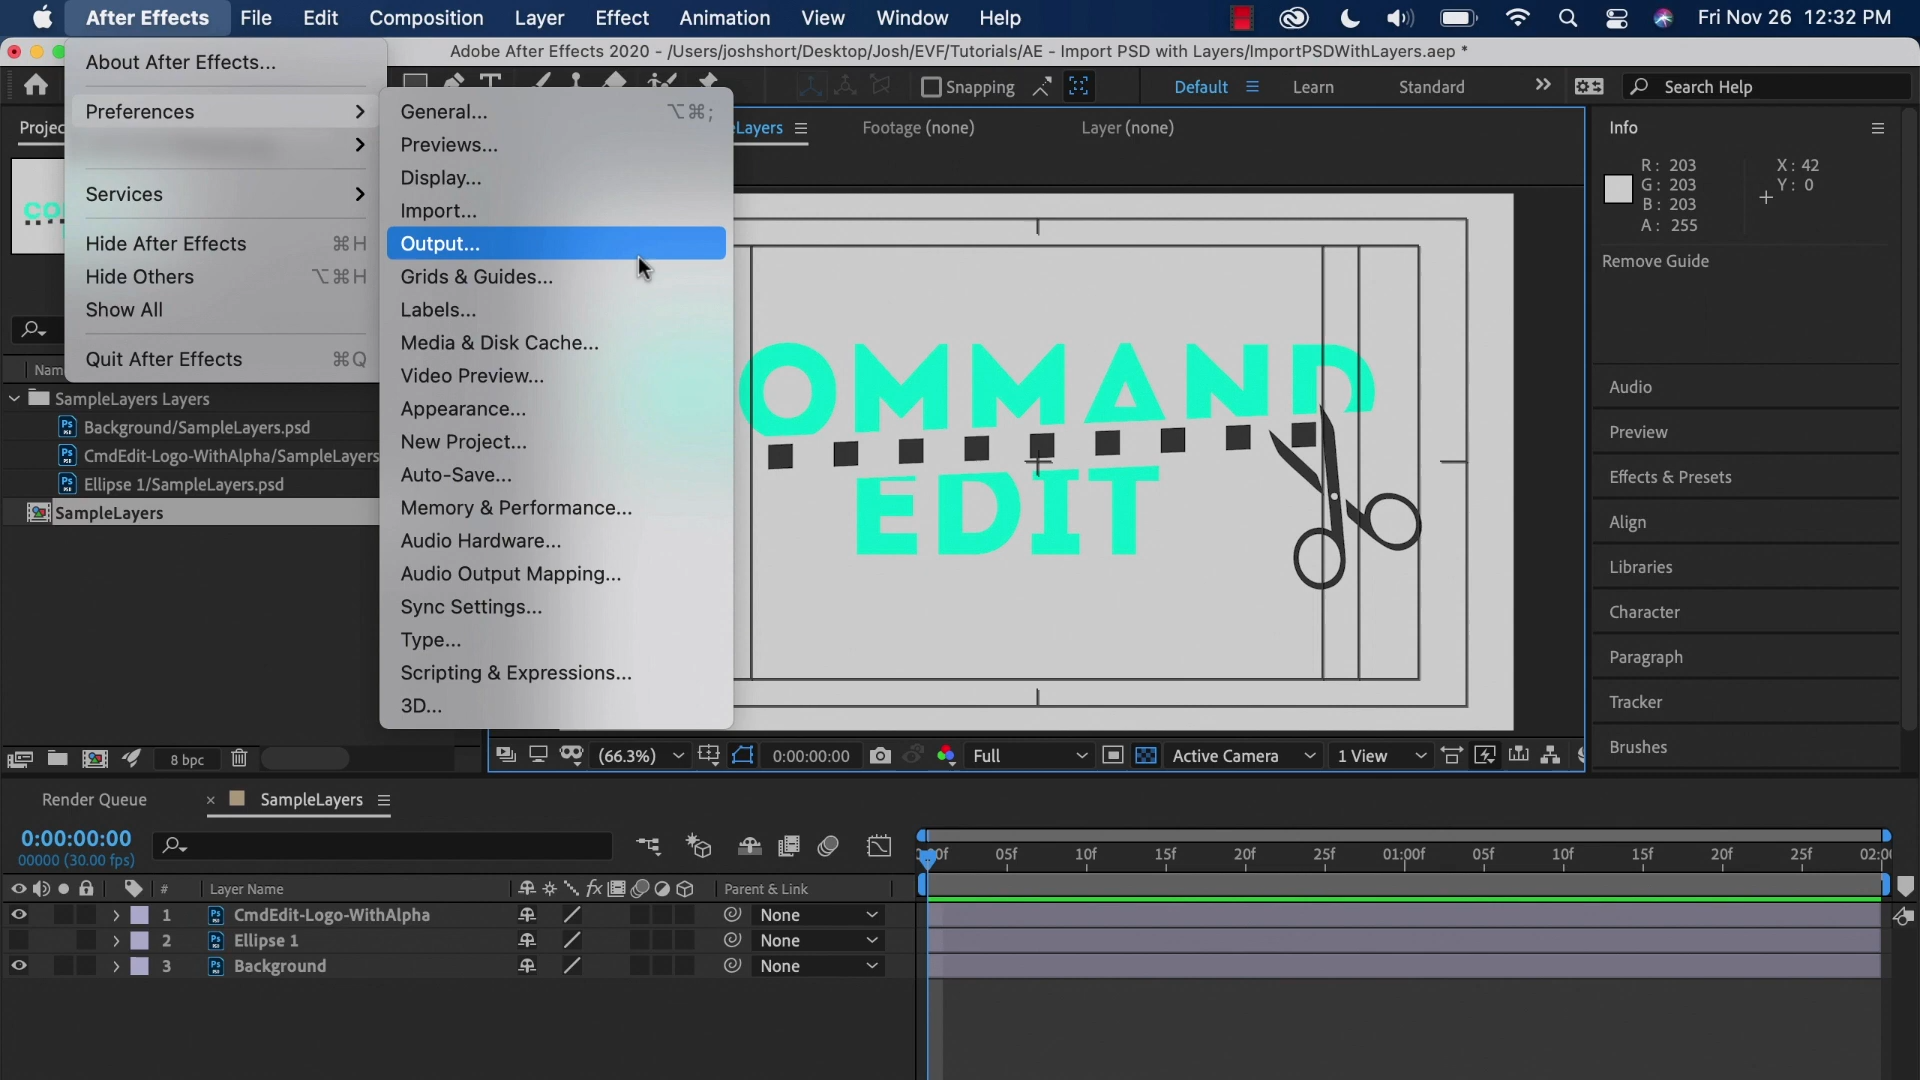 After Effects File Edit Composition Layer Effect Animation View Window Help Fri Nov 26 12:32 PM
Adobe After Effects 2020 - /Users/joshshort/Desktop/Josh/EVF/Tutorials/AE - Import PSD with Layers/ImportPSDWithLayers.aep *
Snapping Default Learn Standard Search Help
About After Effects...
Preferences
Services
Hide After Effects ⌘H
Hide Others ⌥⌘H
Show All
Quit After Effects ⌘Q
General... ⌥⌘;
Previews...
Display...
Import...
Output...
Grids & Guides...
Labels...
Media & Disk Cache...
Video Preview...
Appearance...
New Project...
Auto-Save...
Memory & Performance...
Audio Hardware...
Audio Output Mapping...
Sync Settings...
Type...
Scripting & Expressions...
3D...
Projec
CO
Nam
SampleLayers Layers
Background/SampleLayers.psd
CmdEdit-Logo-WithAlpha/SampleLayers
Ellipse 1/SampleLayers.psd
SampleLayers
8 bpc
eLayers Footage (none) Layer (none)
OMMAND
EDIT
(66.3%) 0:00:00:00 Full Active Camera 1 View
Info
R: 203 X: 42
G: 203 Y: 0
B: 203
A: 255
Remove Guide
Audio
Preview
Effects & Presets
Align
Libraries
Character
Paragraph
Tracker
Brushes
Render Queue × SampleLayers
0:00:00:00
00000 (30.00 fps)
05f 10f 15f 20f 25f 01:00f 05f 10f 15f 20f 25f 02:0
# Layer Name fx Parent & Link
1 Ps CmdEdit-Logo-WithAlpha None
2 Ps Ellipse 1 None
3 Ps Background None